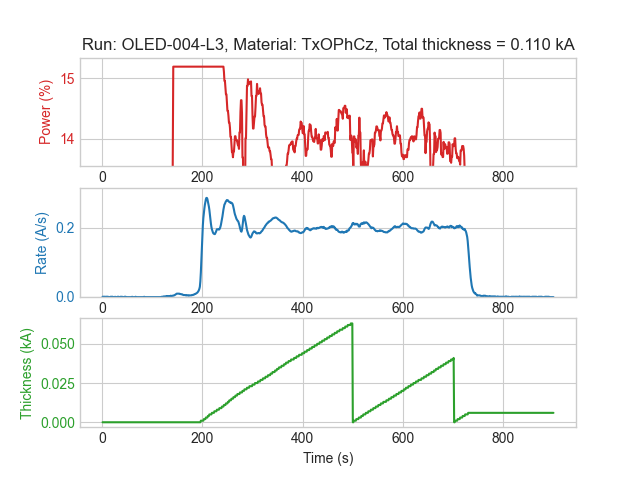 Run: OLED-004-L3, Material: TxOPhCz, Total thickness = 0.110 kA
Power (%)
15
14
0 200 400 600 800
Rate (A/s)
0.2
0.0
0 200 400 600 800
Thickness (kA)
0.050
0.025
0.000
0 200 400 600 800
Time (s)